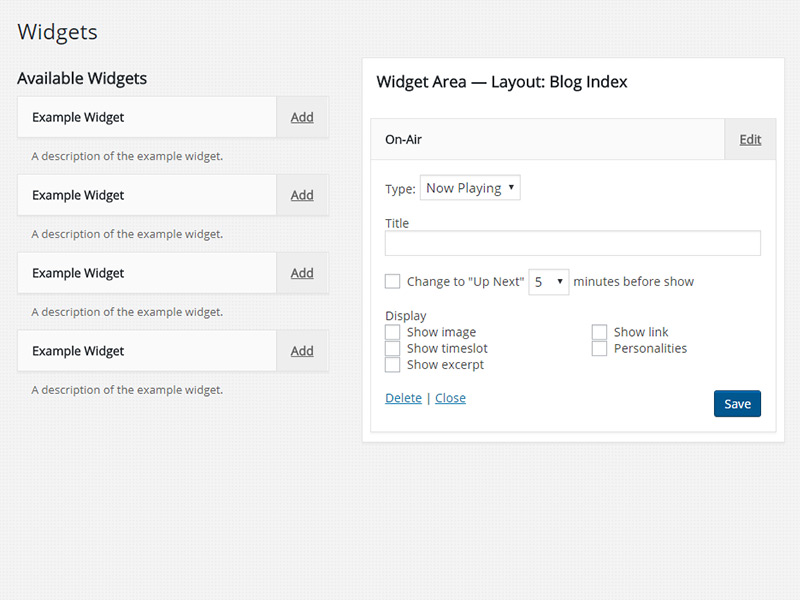 Widgets
Available Widgets
Example Widget Add
A description of the example widget.
Example Widget Add
A description of the example widget.
Example Widget Add
A description of the example widget.
Example Widget Add
A description of the example widget.
Widget Area — Layout: Blog Index
On-Air Edit
Type: Now Playing
Title
Change to "Up Next" 5 minutes before show
Display
Show image Show link
Show timeslot Personalities
Show excerpt
Delete | Close Save